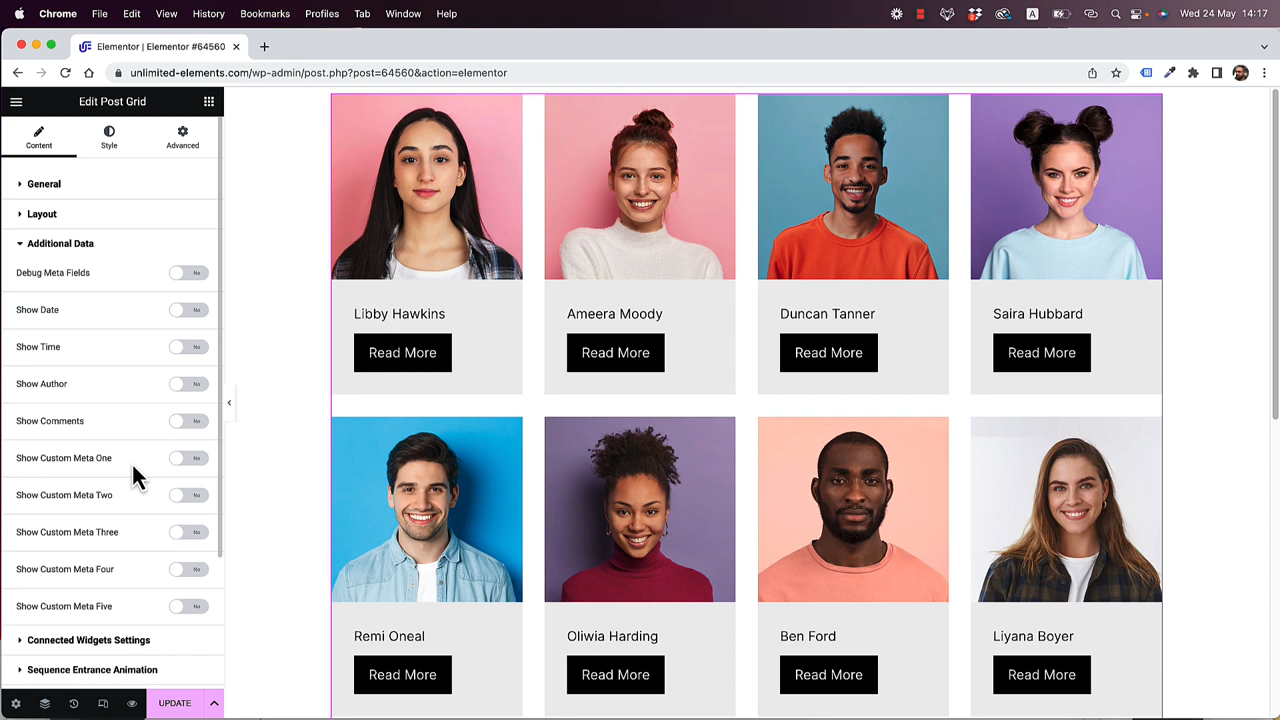 Chrome File Edit View History Bookmarks Profiles Tab Window Help A Wed 24 May 14:17
Elementor | Elementor #64560
unlimited-elements.com/wp-admin/post.php?post=64560&action=elementor
Edit Post Grid
Content Style Advanced
General
Layout
Additional Data
Debug Meta Fields No
Show Date No
Show Time No
Show Author No
Show Comments No
Show Custom Meta One No
Show Custom Meta Two No
Show Custom Meta Three No
Show Custom Meta Four No
Show Custom Meta Five No
Connected Widgets Settings
Sequence Entrance Animation
UPDATE
Libby Hawkins Ameera Moody Duncan Tanner Saira Hubbard
Read More Read More Read More Read More
Remi Oneal Oliwia Harding Ben Ford Liyana Boyer
Read More Read More Read More Read More